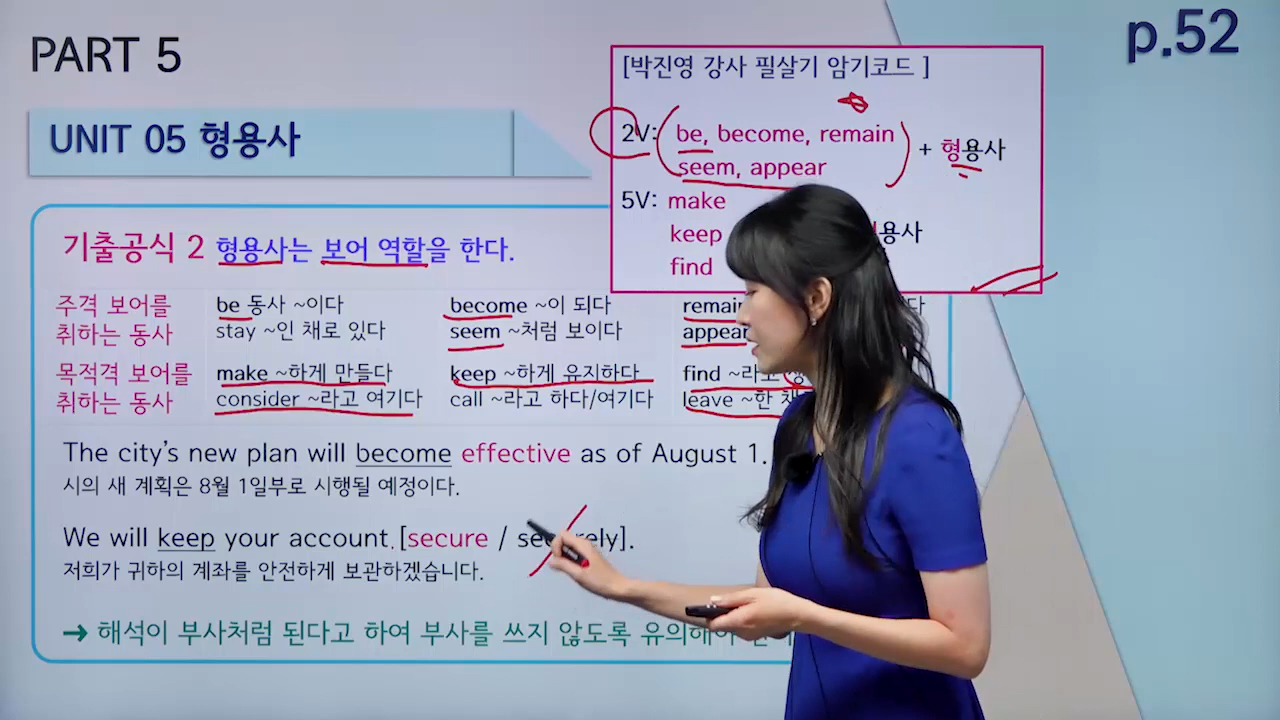 PART 5
p.52
UNIT 05 형용사
[박진영 강사 필살기 암기코드 ]
2V: be, become, remain
seem, appear
+ 형용사
5V: make
keep
find
용사
기출공식 2 형용사는 보어 역할을 한다.
주격 보어를 be 동사 ~이다 become ~이 되다 remain 다
취하는 동사 stay ~인 채로 있다 seem ~처럼 보이다 appear
목적격 보어를 make ~하게 만들다 keep ~하게 유지하다 find ~라고
취하는 동사 consider ~라고 여기다 call ~라고 하다/여기다 leave ~한
The city's new plan will become effective as of August 1.
시의 새 계획은 8월 1일부로 시행될 예정이다.
We will keep your account [secure / securely].
저희가 귀하의 계좌를 안전하게 보관하겠습니다.
→ 해석이 부사처럼 된다고 하여 부사를 쓰지 않도록